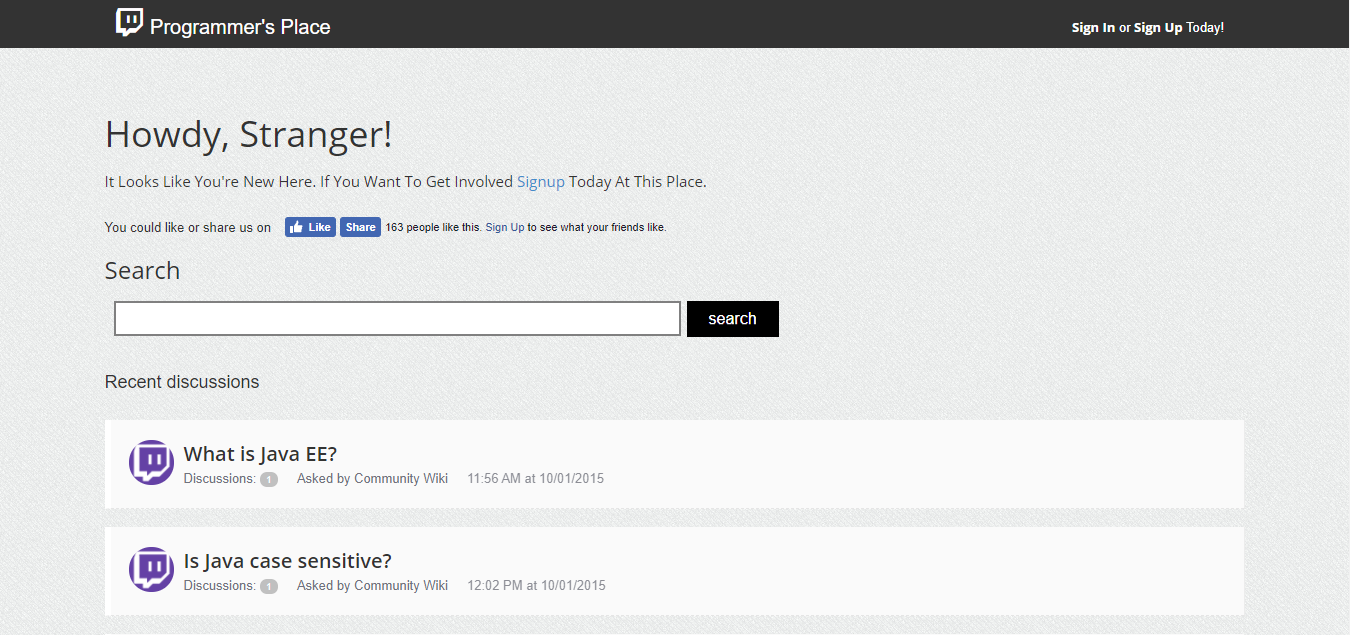 Programmer's Place
Sign In or Sign Up Today!
Howdy, Stranger!
It Looks Like You're New Here. If You Want To Get Involved Signup Today At This Place.
You could like or share us on Like Share 163 people like this. Sign Up to see what your friends like.
Search
search
Recent discussions
What is Java EE?
Discussions: 1 Asked by Community Wiki 11:56 AM at 10/01/2015
Is Java case sensitive?
Discussions: 1 Asked by Community Wiki 12:02 PM at 10/01/2015